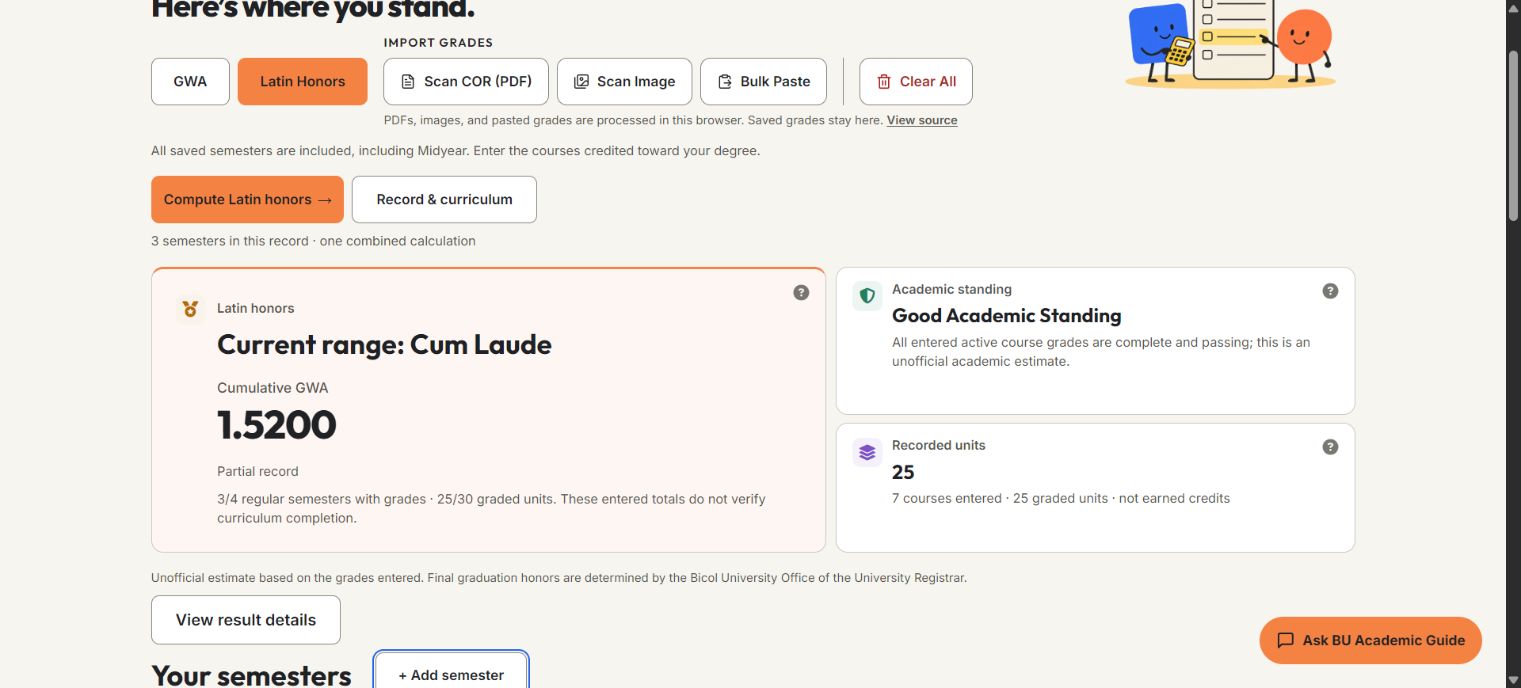 Here's where you stand.
IMPORT GRADES
GWA
Latin Honors
Scan COR (PDF)
Scan Image
Bulk Paste
Clear All
PDFs, images, and pasted grades are processed in this browser. Saved grades stay here. View source
All saved semesters are included, including Midyear. Enter the courses credited toward your degree.
Compute Latin honors →
Record & curriculum
3 semesters in this record · one combined calculation
Latin honors
?
Current range: Cum Laude
Cumulative GWA
1.5200
Partial record
3/4 regular semesters with grades · 25/30 graded units. These entered totals do not verify
curriculum completion.
Academic standing
?
Good Academic Standing
All entered active course grades are complete and passing; this is an
unofficial academic estimate.
Recorded units
?
25
7 courses entered · 25 graded units · not earned credits
Unofficial estimate based on the grades entered. Final graduation honors are determined by the Bicol University Office of the University Registrar.
View result details
Ask BU Academic Guide
Your semesters
+ Add semester